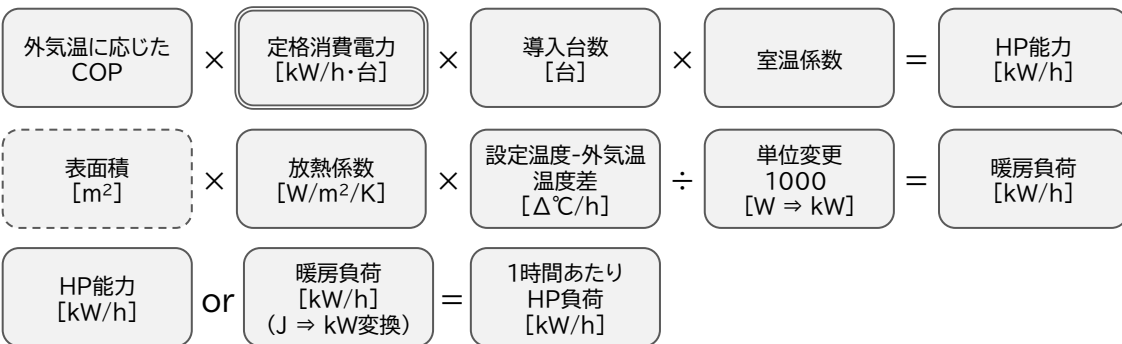 外気温に応じた
COP
×
定格消費電力
[kW/h・台]
×
導入台数
[台]
×
室温係数
=
HP能力
[kW/h]
表面積
[m²]
×
放熱係数
[W/m²/K]
×
設定温度-外気温
温度差
[Δ℃/h]
÷
単位変更
1000
[W ⇒ kW]
=
暖房負荷
[kW/h]
HP能力
[kW/h]
or
暖房負荷
[kW/h]
(J ⇒ kW変換)
=
1時間あたり
HP負荷
[kW/h]